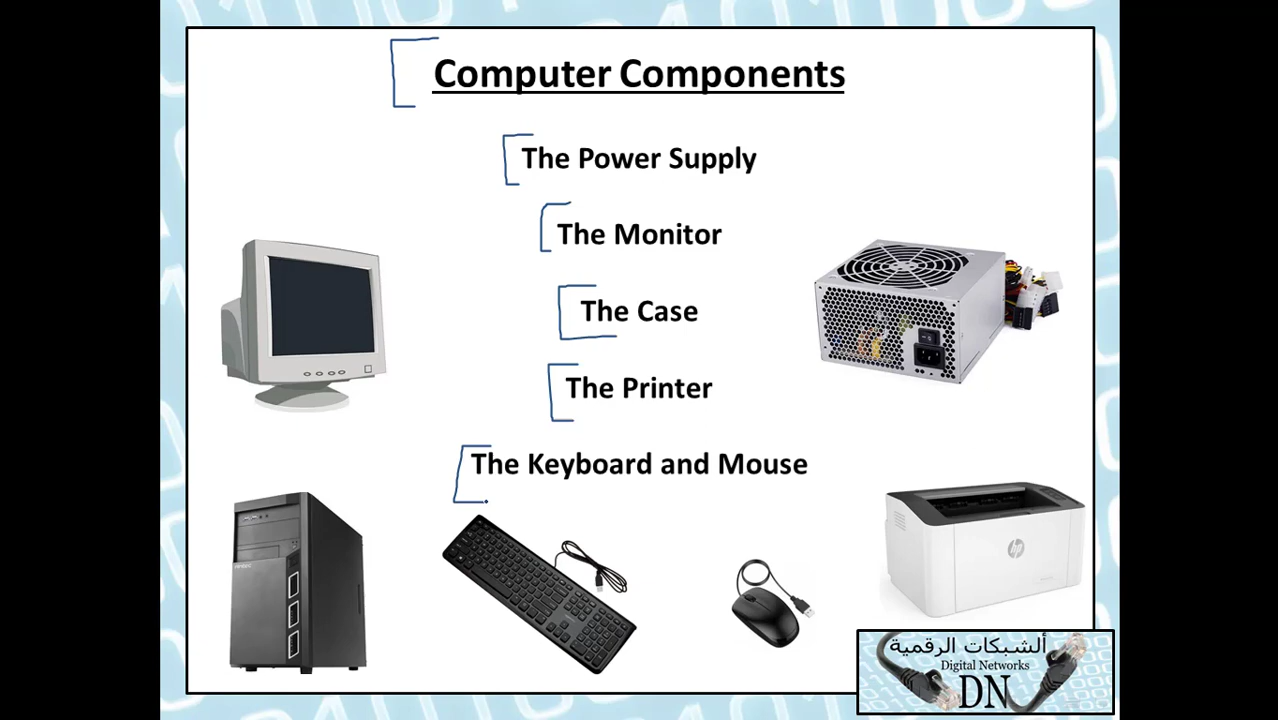 Computer Components
The Power Supply
The Monitor
The Case
The Printer
The Keyboard and Mouse
hp
ألشبكات الرقمية
Digital Networks
DN